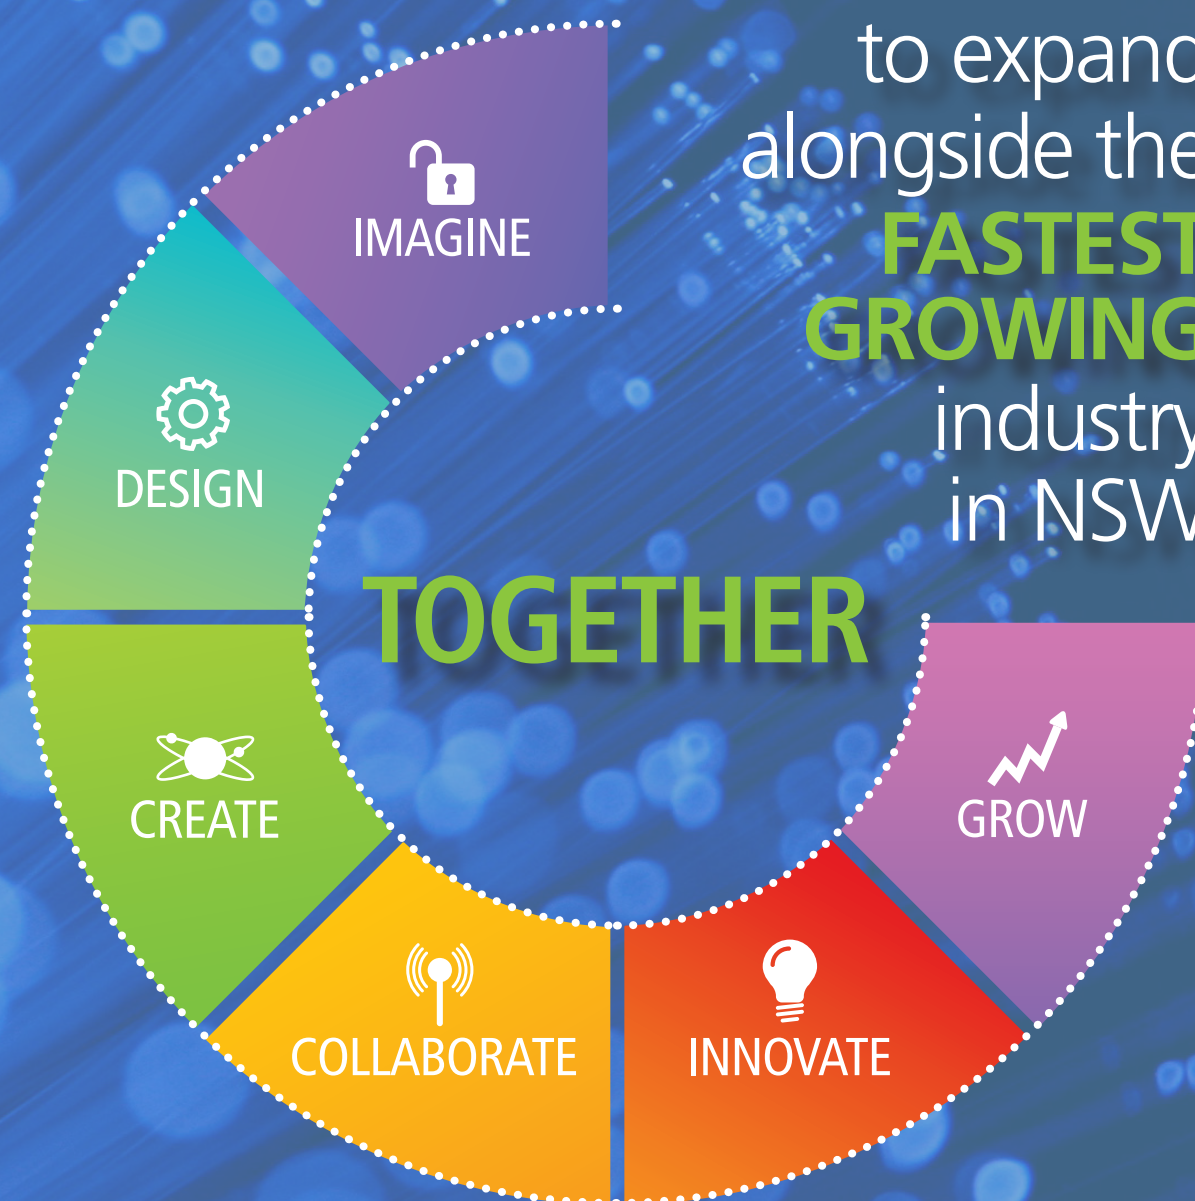 to expand
alongside the
FASTEST
GROWING
industry
in NSW
IMAGINE
DESIGN
TOGETHER
CREATE
GROW
COLLABORATE
INNOVATE